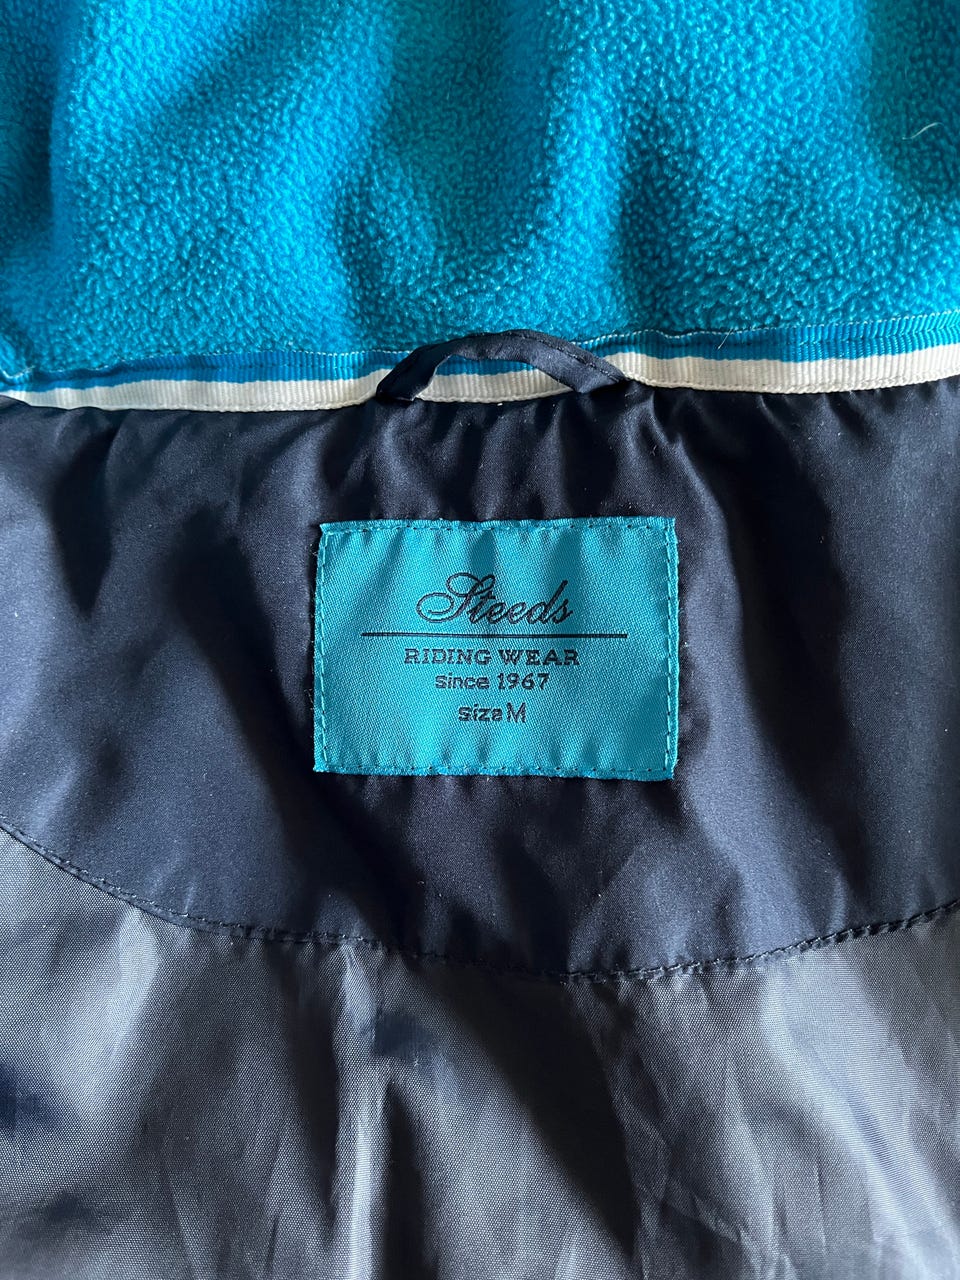 Steeds
RIDING WEAR
since 1967
size M